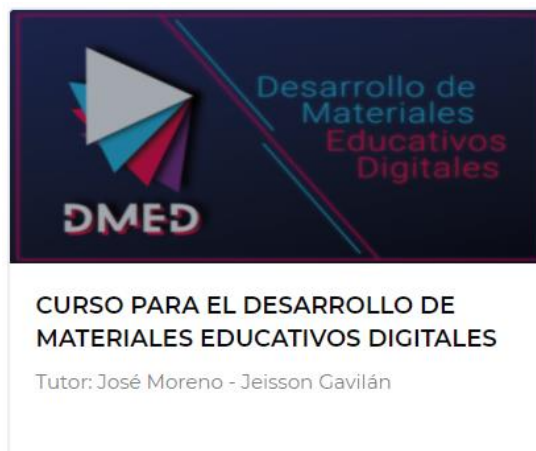 Desarrollo de
Materiales
Educativos
Digitales
DMED
CURSO PARA EL DESARROLLO DE
MATERIALES EDUCATIVOS DIGITALES
Tutor: José Moreno - Jeisson Gavilán